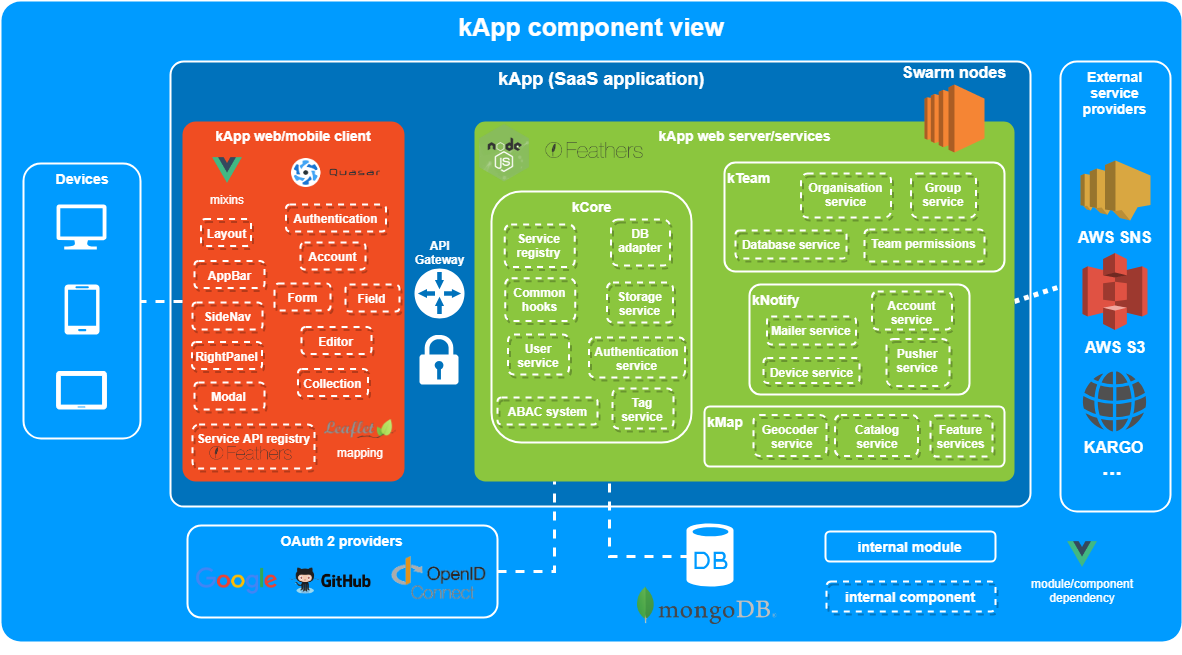 kApp component view
kApp (SaaS application)
Swarm nodes
External
service
providers
Devices
kApp web/mobile client
Quasar
mixins
Layout
Authentication
Account
AppBar
Form
Field
SideNav
Editor
RightPanel
Collection
Modal
Service API registry
Feathers
Leaflet
mapping
API
Gateway
kApp web server/services
node
JS
Feathers
kCore
Service
registry
DB
adapter
Common
hooks
Storage
service
User
service
Authentication
service
ABAC system
Tag
service
kTeam
Organisation
service
Group
service
Database service
Team permissions
kNotify
Account
service
Mailer service
Device service
Pusher
service
kMap
Geocoder
service
Catalog
service
Feature
services
AWS SNS
AWS S3
KARGO
...
OAuth 2 providers
Google
GitHub
OpenID
Connect
DB
mongoDB.
internal module
internal component
module/component
dependency